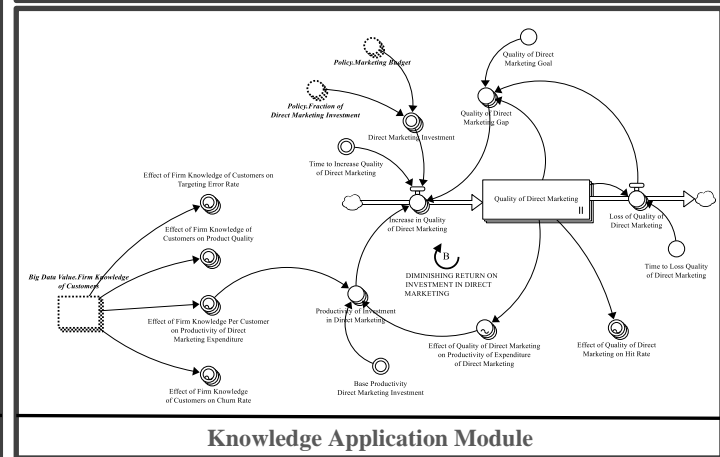 Policy.Marketing Budget
Quality of Direct
Marketing Goal
Policy.Fraction of
Direct Marketing Investment
Quality of Direct
Marketing Gap
Direct Marketing Investment
Time to Increase Quality
of Direct Marketing
Effect of Firm Knowledge of Customers on
Targeting Error Rate
Quality of Direct Marketing
Increase in Quality
of Direct Marketing
Loss of Quality of
Direct Marketing
Effect of Firm Knowledge of
Customers on Product Quality
B
DIMINISHING RETURN ON
INVESTMENT IN DIRECT
MARKETING
Time to Loss Quality
of Direct Marketing
Big Data Value.Firm Knowledge
of Customers
Productivity of Investment
in Direct Marketing
Effect of Firm Knowledge Per Customer
on Productivity of Direct
Marketing Expenditure
Effect of Quality of Direct Marketing
on Productivity of Expenditure
of Direct Marketing
Effect of Quality of Direct
Marketing on Hit Rate
Base Productivity
Direct Marketing Investment
Effect of Firm Knowledge
of Customers on Churn Rate
Knowledge Application Module